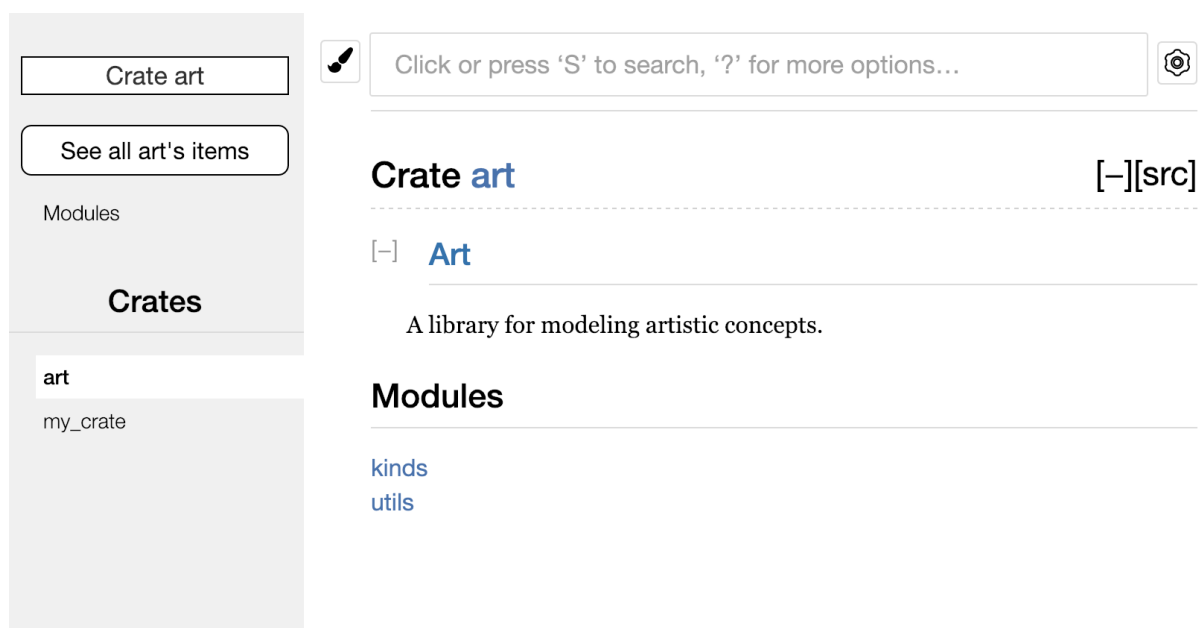 Crate art
See all art's items
Modules
Crates
art
my_crate
Click or press ‘S’ to search, ‘?’ for more options…
Crate art [–][src]
[–] Art
A library for modeling artistic concepts.
Modules
kinds
utils